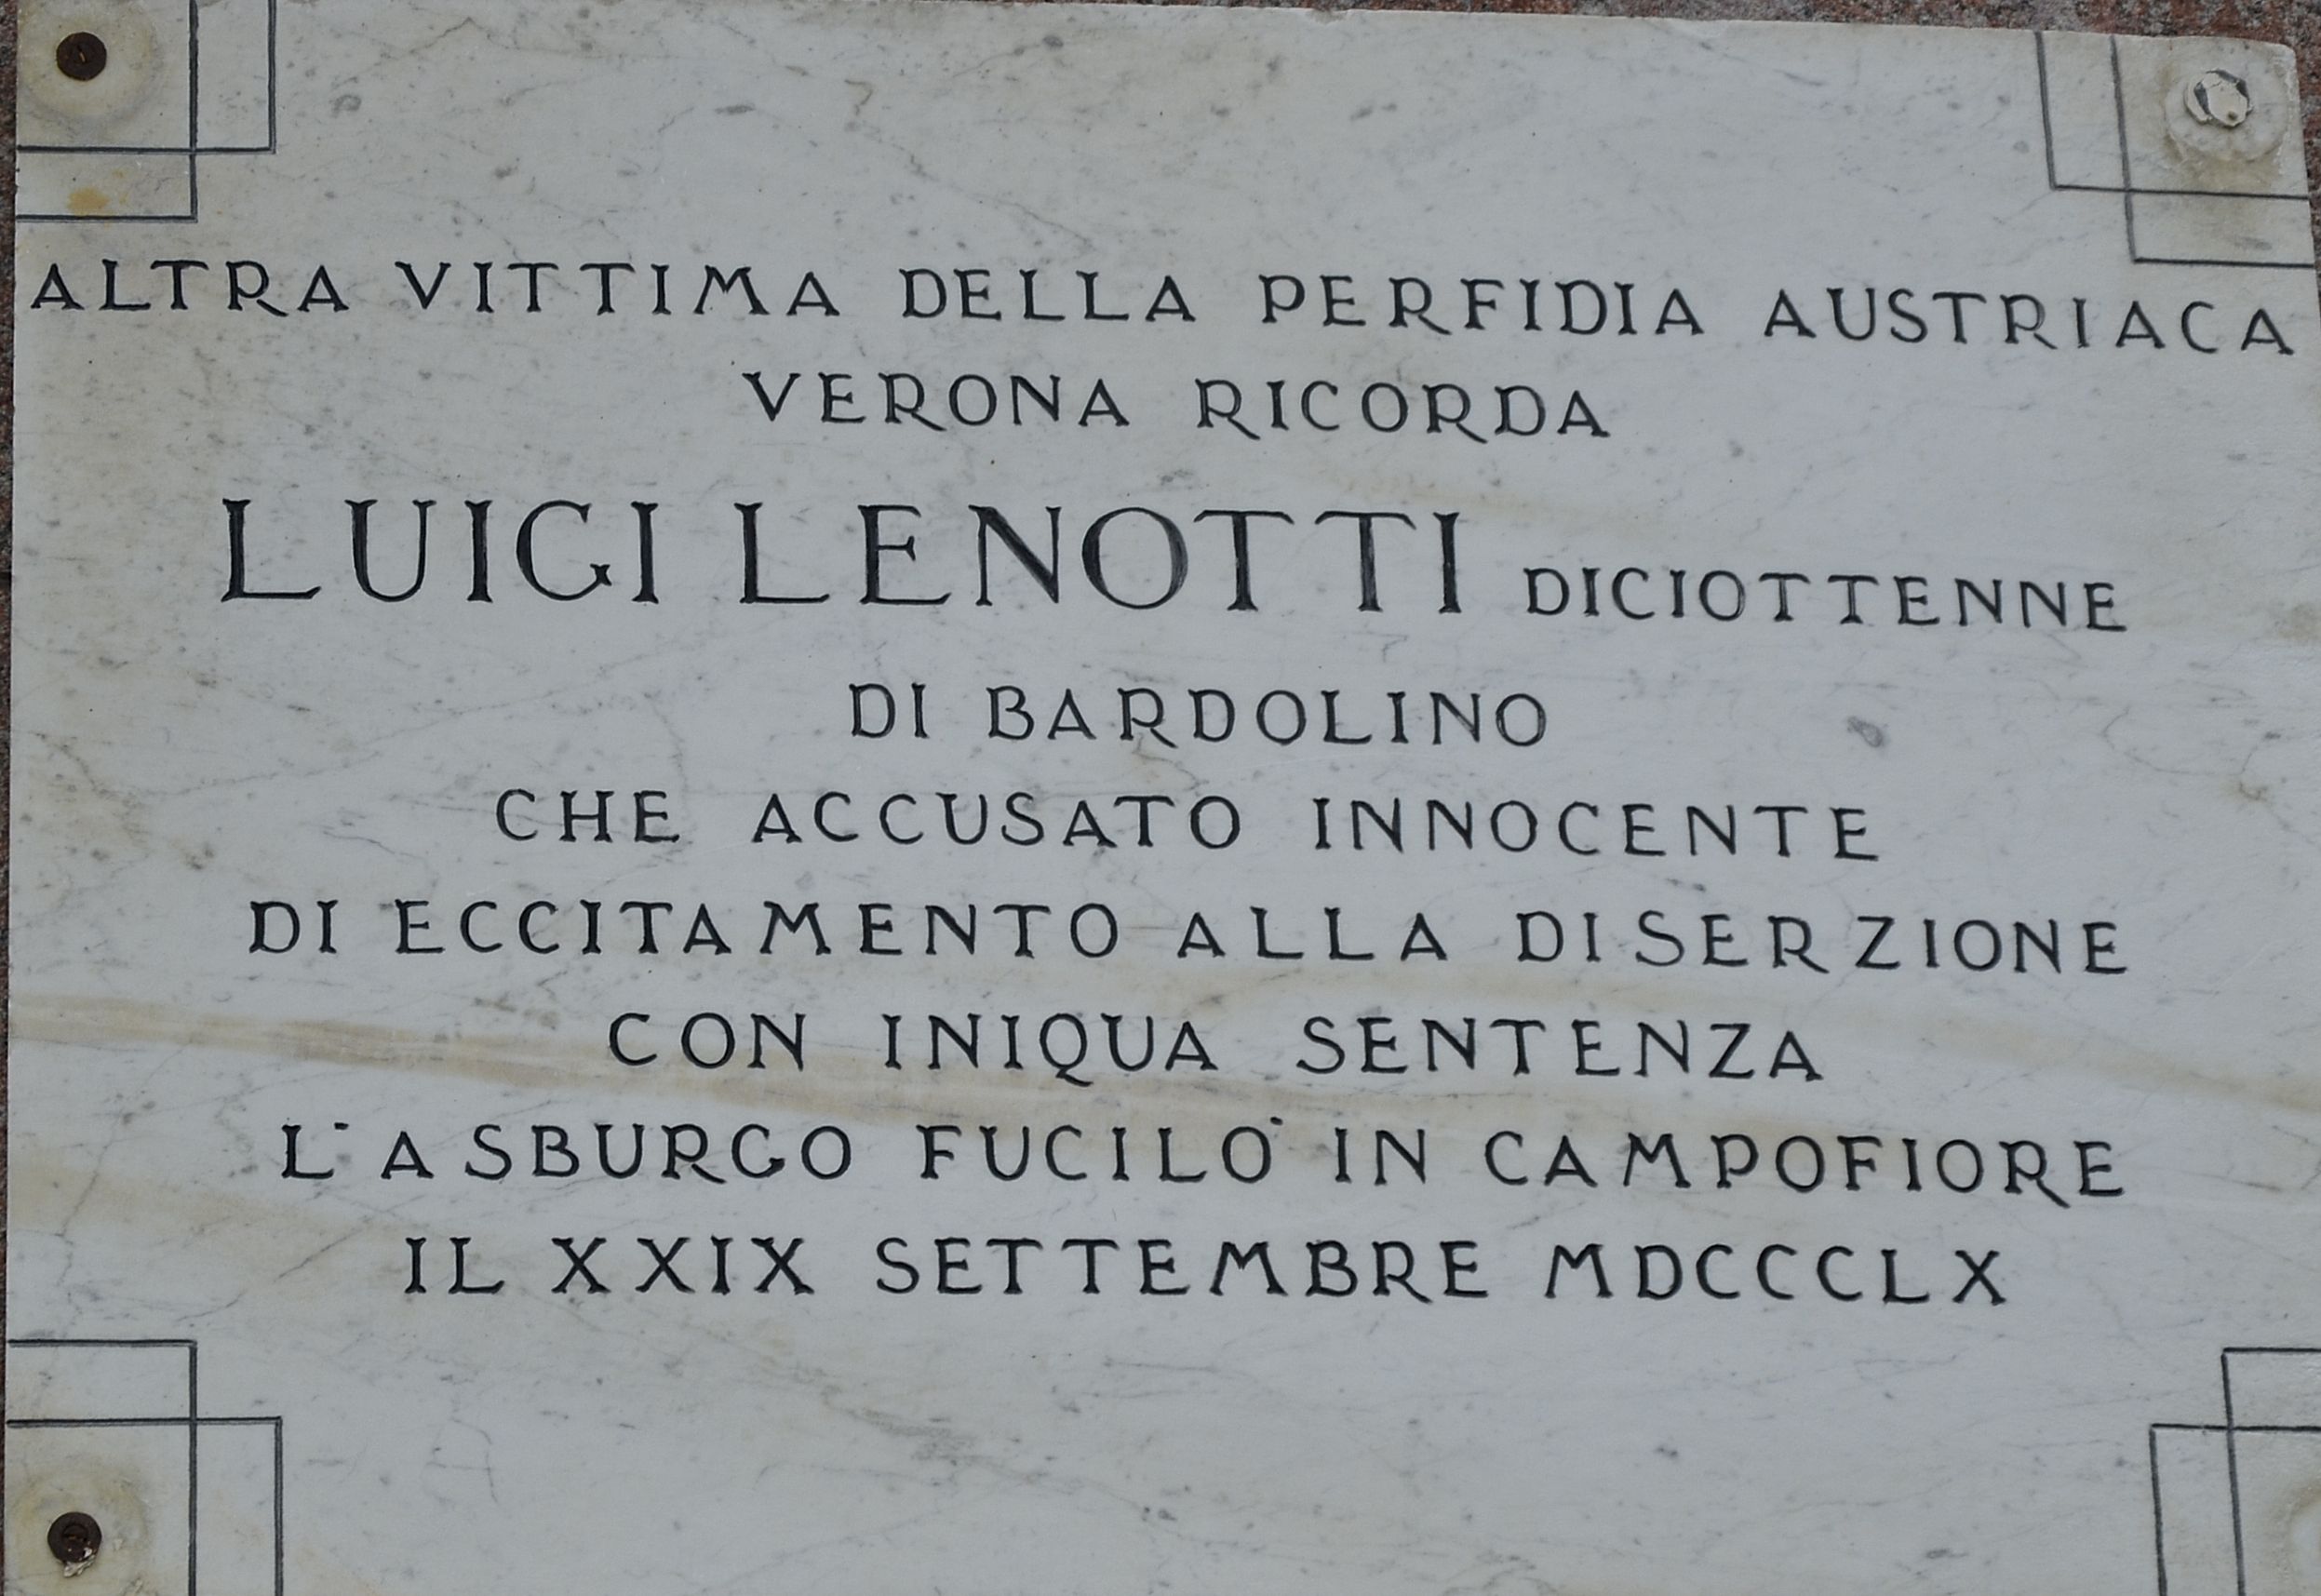 ALTRA VITTIMA DELLA PERFIDIA AUSTRIACA
VERONA RICORDA
LUIGI LENOTTI DICIOTTENNE
DI BARDOLINO
CHE ACCUSATO INNOCENTE
DI ECCITAMENTO ALLA DISERZIONE
CON INIQUA SENTENZA
L'ASBURGO FUCILO' IN CAMPOFIORE
IL XXIX SETTEMBRE MDCCCLX